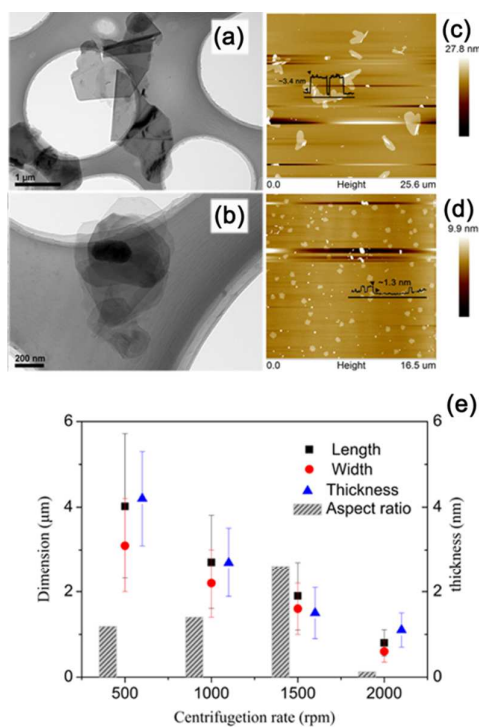 (a)
1 μm
(b)
200 nm
(c)
27.8 nm
~3.4 nm
0.0 Height 25.6 um
(d)
9.9 nm
~1.3 nm
0.0 Height 16.5 um
(e)
6 6
4 4
2 2
0 0
Dimension (μm)
thickness (nm)
Length
Width
Thickness
Aspect ratio
500 1000 1500 2000
Centrifugetion rate (rpm)